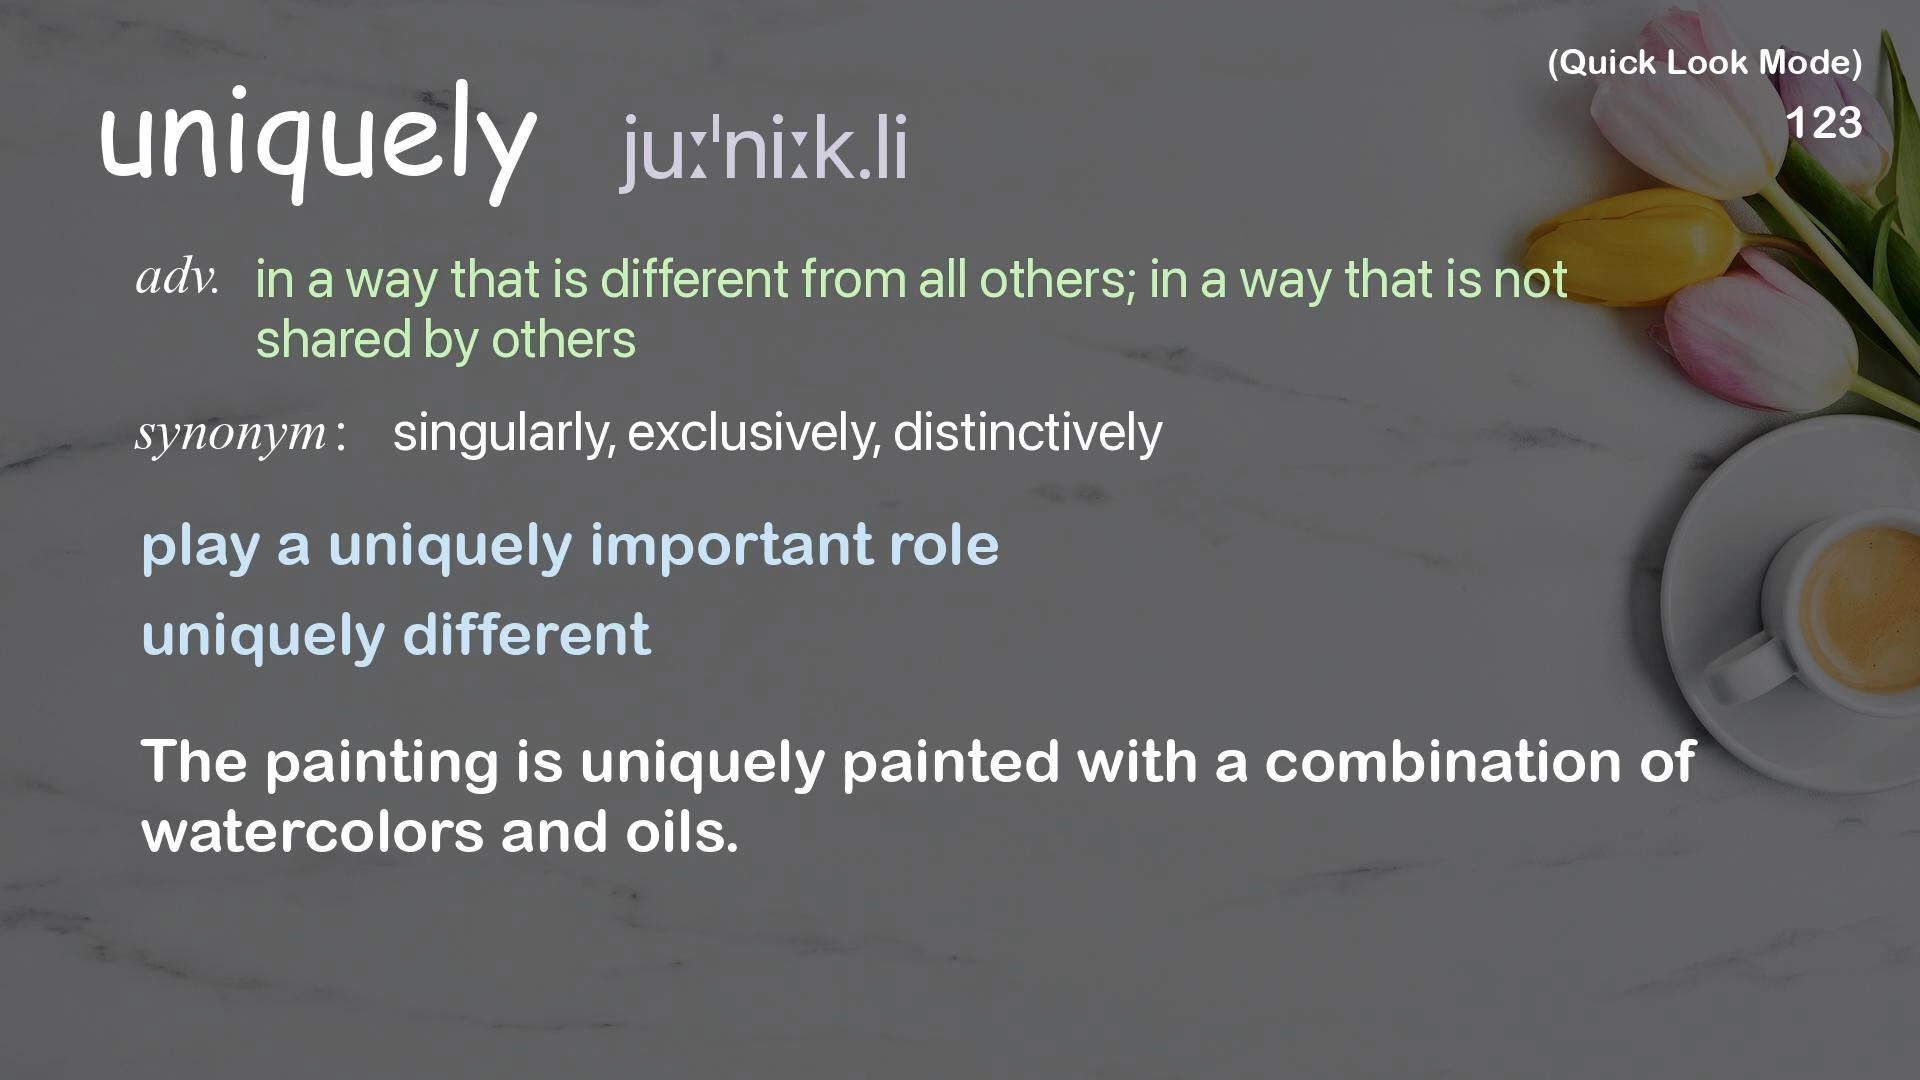 (Quick Look Mode)
123
uniquely juːˈniːk.li
adv. in a way that is different from all others; in a way that is not
shared by others
synonym: singularly, exclusively, distinctively
play a uniquely important role
uniquely different
The painting is uniquely painted with a combination of
watercolors and oils.